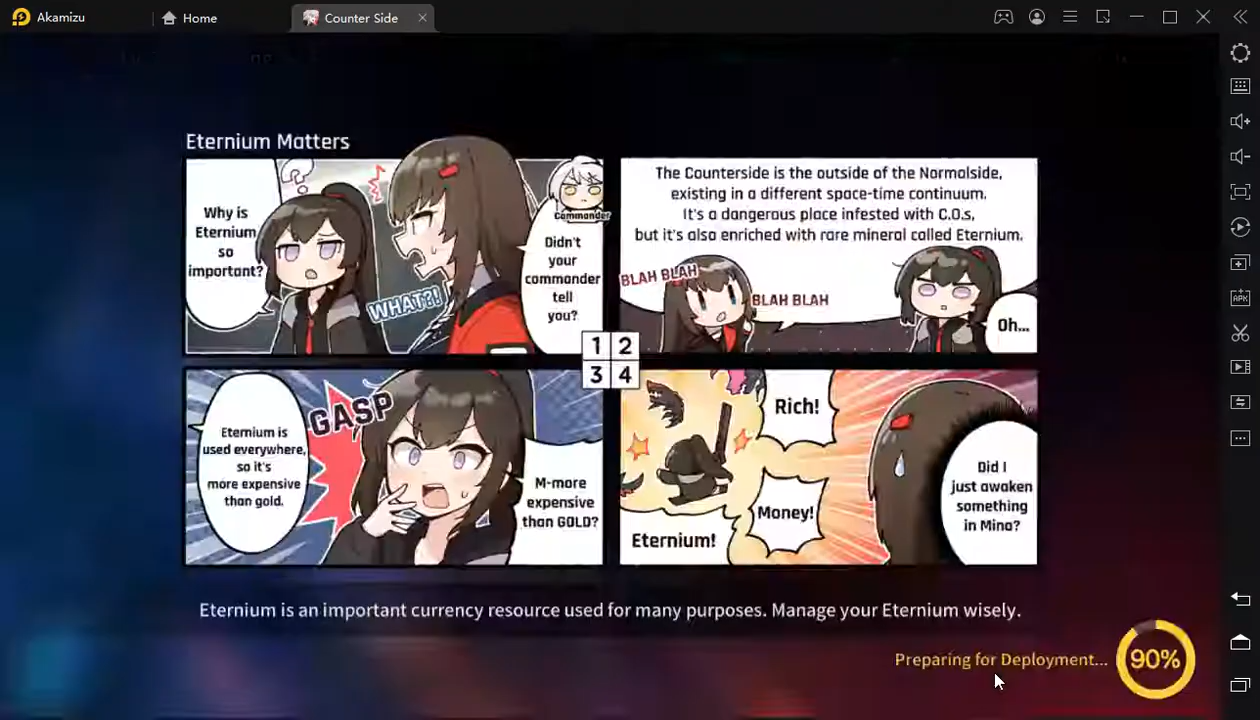 Akamizu
Home
Counter Side
Eternium Matters
Why is
Eternium
so
important?
WHAT?!
Commander
Didn't
your
commander
tell
you?
The Counterside is the outside of the Normalside,
existing in a different space-time continuum.
It's a dangerous place infested with C.O.s,
but it's also enriched with rare mineral called Eternium.
BLAH BLAH
BLAH BLAH
Oh...
1 2
3 4
Eternium is
used everywhere,
so it's
more expensive
than gold.
GASP
M-more
expensive
than GOLD?
Rich!
Money!
Eternium!
Did I
just awaken
something
in Mina?
Eternium is an important currency resource used for many purposes. Manage your Eternium wisely.
Preparing for Deployment...
90%
APK